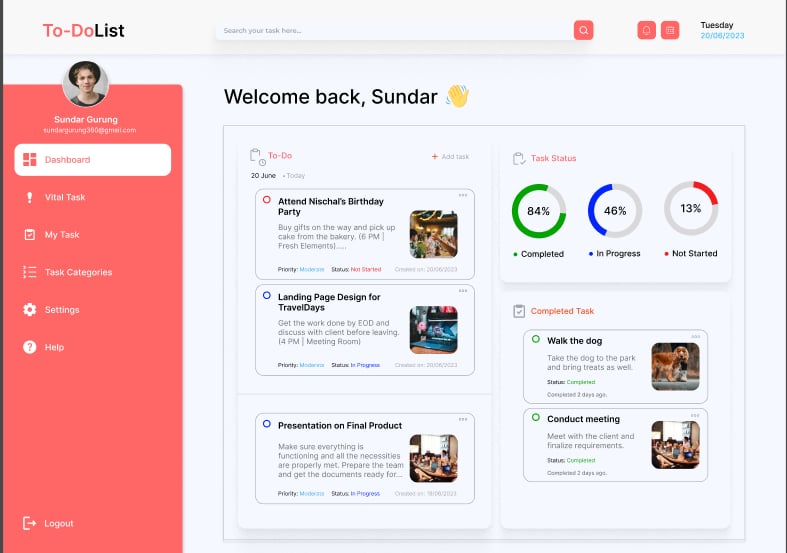 To-DoList
Search your task here...
Tuesday
20/06/2023
Sundar Gurung
sundargurung360@gmail.com
Dashboard
Vital Task
My Task
Task Categories
Settings
Help
Logout
Welcome back, Sundar 👋
To-Do
+ Add task
20 June • Today
Attend Nischal's Birthday
Party
Buy gifts on the way and pick up
cake from the bakery. (6 PM |
Fresh Elements).....
Priority: Moderate Status: Not Started Created on: 20/06/2023
Landing Page Design for
TravelDays
Get the work done by EOD and
discuss with client before leaving.
(4 PM | Meeting Room)
Priority: Moderate Status: In Progress Created on: 20/06/2023
Presentation on Final Product
Make sure everything is
functioning and all the necessities
are properly met. Prepare the team
and get the documents ready for...
Priority: Moderate Status: In Progress Created on: 19/06/2023
Task Status
84%
46%
13%
• Completed
• In Progress
• Not Started
Completed Task
Walk the dog
Take the dog to the park
and bring treats as well.
Status: Completed
Completed 2 days ago.
Conduct meeting
Meet with the client and
finalize requirements.
Status: Completed
Completed 2 days ago.